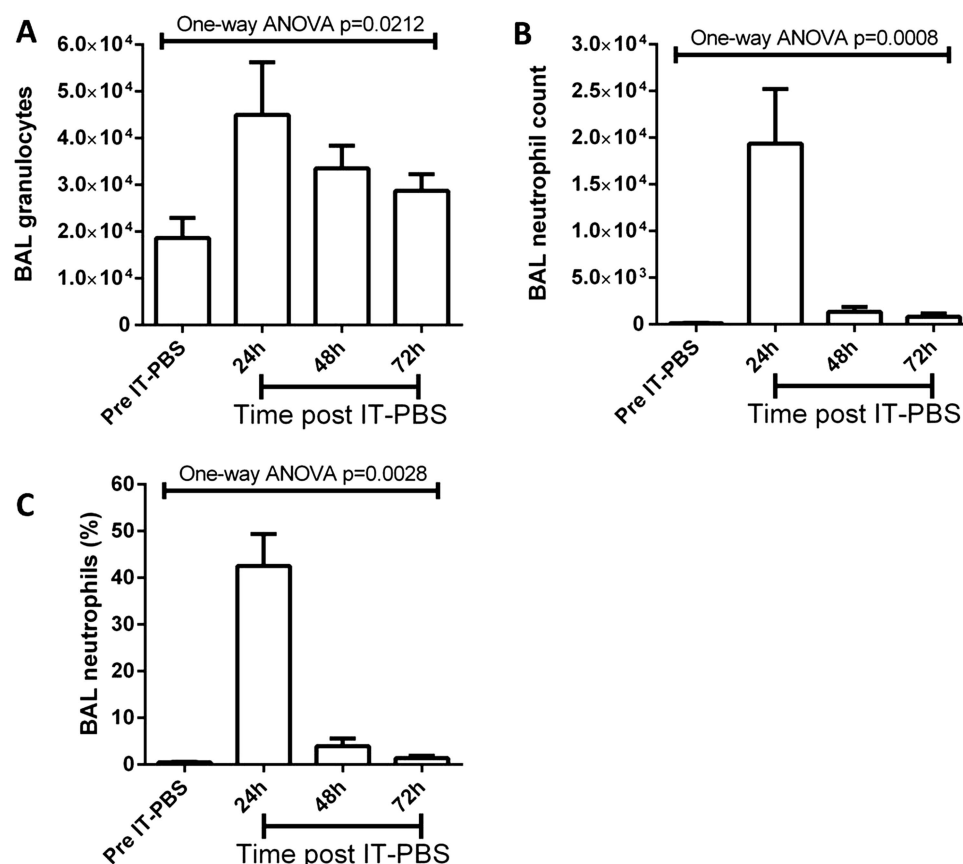 A
One-way ANOVA p=0.0212
BAL granulocytes
6.0×10⁴
5.0×10⁴
4.0×10⁴
3.0×10⁴
2.0×10⁴
1.0×10⁴
0
Pre IT-PBS
24h
48h
72h
Time post IT-PBS
B
One-way ANOVA p=0.0008
BAL neutrophil count
3.0×10⁴
2.5×10⁴
2.0×10⁴
1.5×10⁴
1.0×10⁴
5.0×10³
0
Pre IT-PBS
24h
48h
72h
Time post IT-PBS
C
One-way ANOVA p=0.0028
BAL neutrophils (%)
60
50
40
30
20
10
0
Pre IT-PBS
24h
48h
72h
Time post IT-PBS